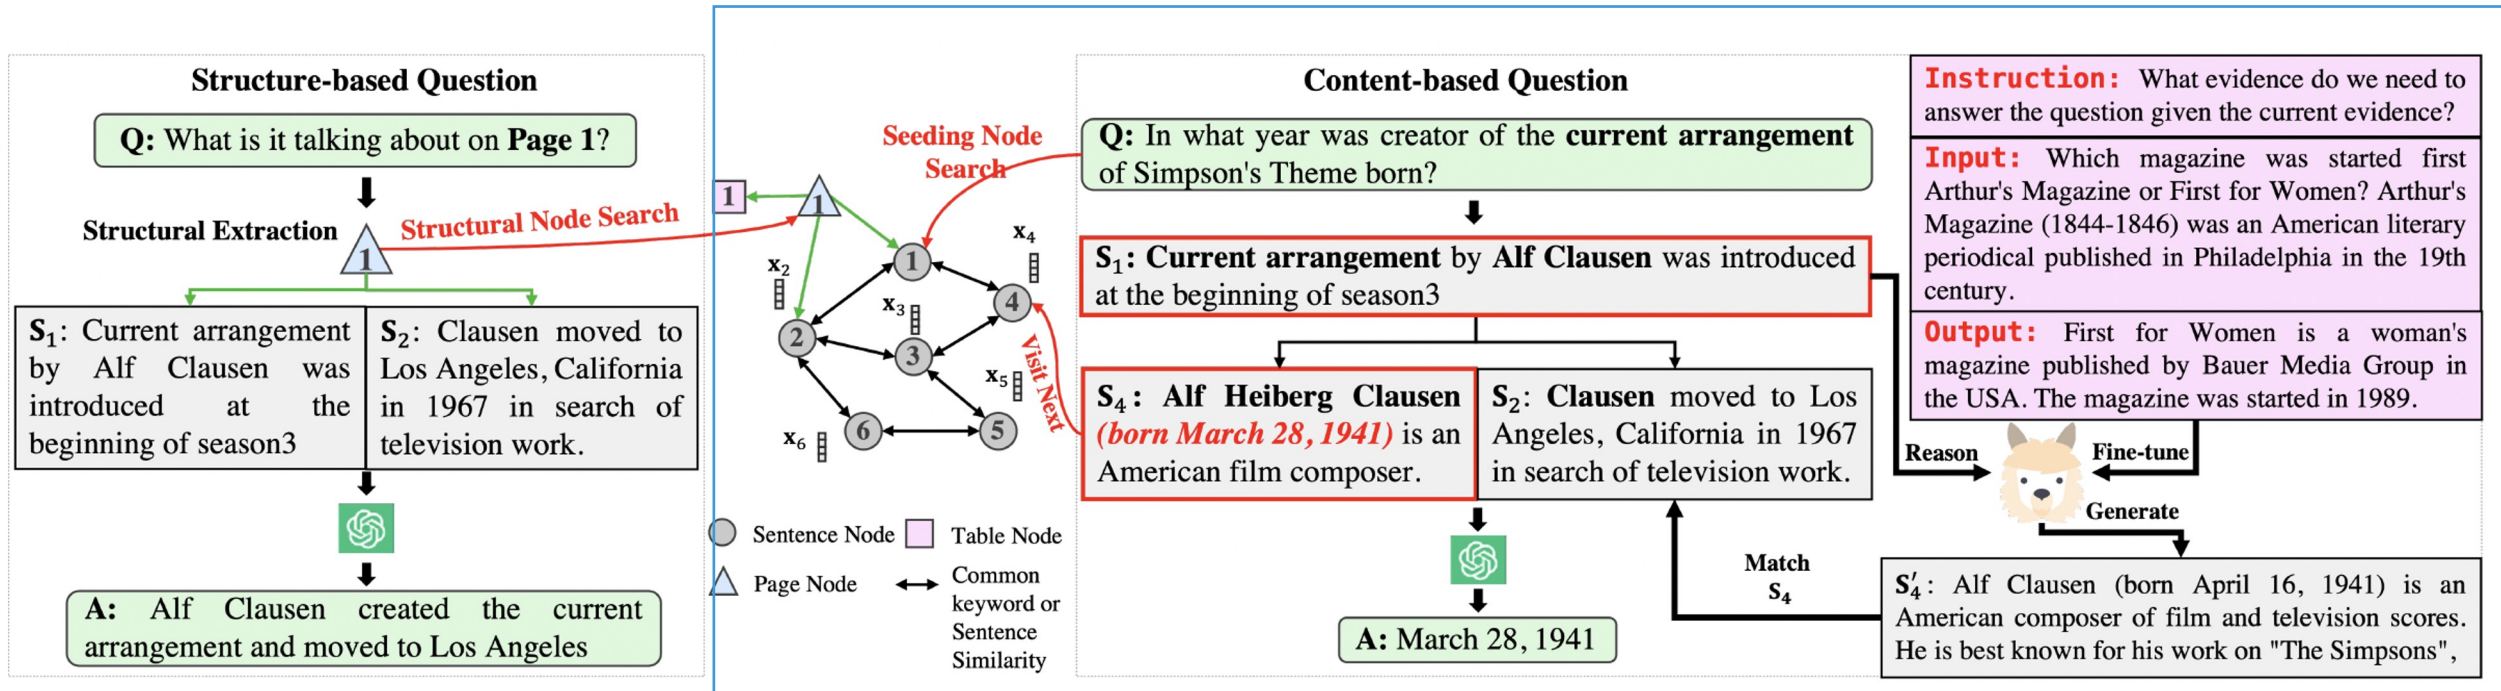 Structure-based Question
Q: What is it talking about on Page 1?
Structural Extraction
1
Structural Node Search
S₁: Current arrangement
by Alf Clausen was
introduced at the
beginning of season3
S₂: Clausen moved to
Los Angeles, California
in 1967 in search of
television work.
A: Alf Clausen created the current
arrangement and moved to Los Angeles
Seeding Node
Search
1
1
1
2
3
4
5
6
x₂
x₃
x₄
x₅
x₆
Visit Next
Sentence Node
Table Node
Page Node
Common
keyword or
Sentence
Similarity
Content-based Question
Q: In what year was creator of the current arrangement
of Simpson's Theme born?
S₁: Current arrangement by Alf Clausen was introduced
at the beginning of season3
S₄: Alf Heiberg Clausen
(born March 28, 1941) is an
American film composer.
S₂: Clausen moved to Los
Angeles, California in 1967
in search of television work.
A: March 28, 1941
Instruction: What evidence do we need to
answer the question given the current evidence?
Input: Which magazine was started first
Arthur's Magazine or First for Women? Arthur's
Magazine (1844-1846) was an American literary
periodical published in Philadelphia in the 19th
century.
Output: First for Women is a woman's
magazine published by Bauer Media Group in
the USA. The magazine was started in 1989.
Reason
Fine-tune
Generate
Match
S₄
S′₄: Alf Clausen (born April 16, 1941) is an
American composer of film and television scores.
He is best known for his work on "The Simpsons",